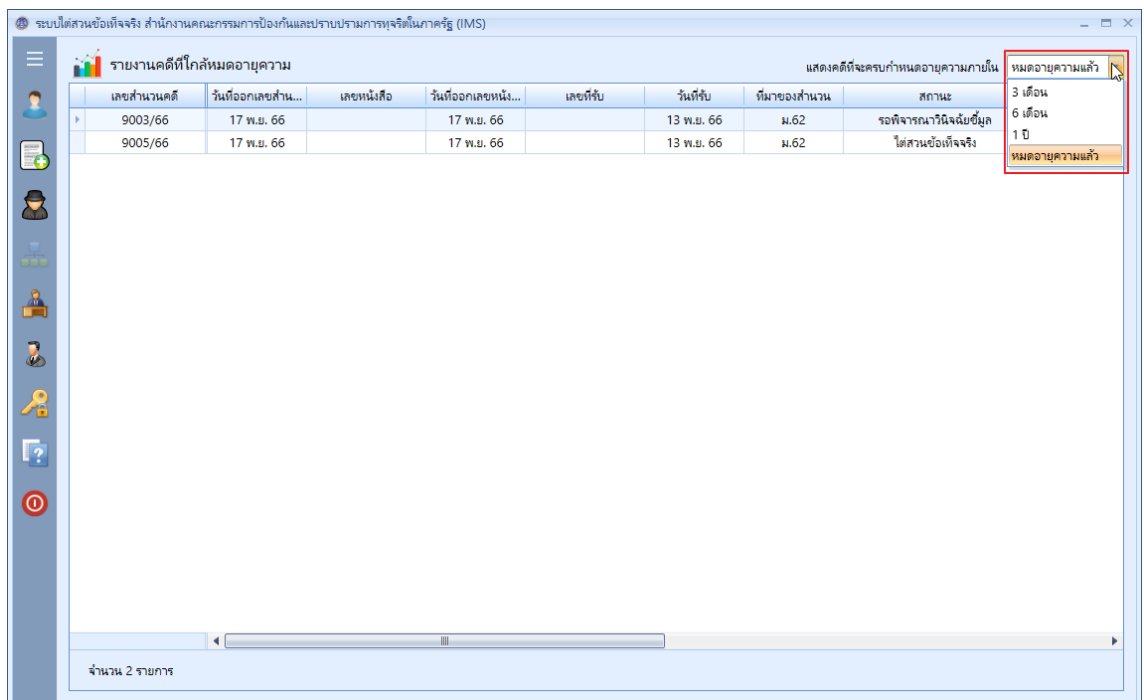 ระบบไต่สวนข้อเท็จจริง สำนักงานคณะกรรมการป้องกันและปราบปรามการทุจริตในภาครัฐ (IMS)
รายงานคดีที่ใกล้หมดอายุความ
แสดงคดีที่จะครบกำหนดอายุความภายใน หมดอายุความแล้ว
เลขสำนวนคดี วันที่ออกเลขสำน... เลขหนังสือ วันที่ออกเลขหนัง... เลขที่รับ วันที่รับ ที่มาของสำนวน สถานะ
9003/66 17 พ.ย. 66 17 พ.ย. 66 13 พ.ย. 66 ม.62 รอพิจารณาวินิจฉัยชี้มูล
9005/66 17 พ.ย. 66 17 พ.ย. 66 13 พ.ย. 66 ม.62 ไต่สวนข้อเท็จจริง
3 เดือน
6 เดือน
1 ปี
หมดอายุความแล้ว
จำนวน 2 รายการ